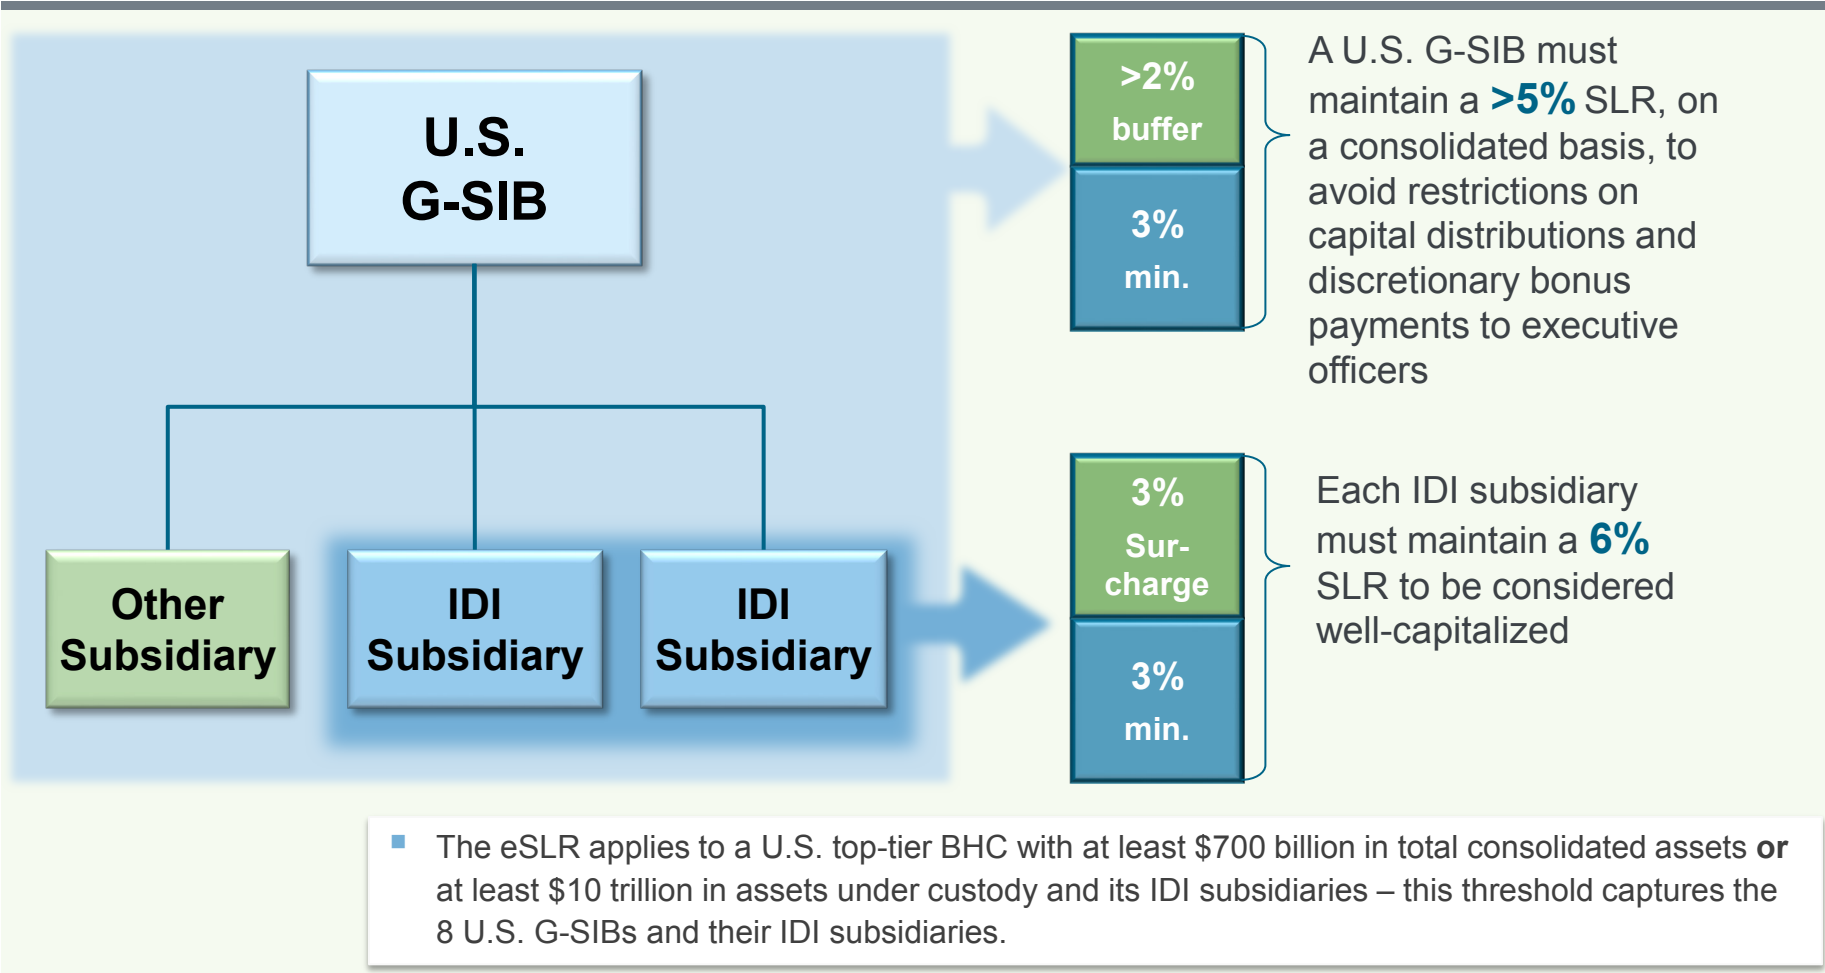 U.S.
G-SIB
Other
Subsidiary
IDI
Subsidiary
IDI
Subsidiary
>2%
buffer
3%
min.
A U.S. G-SIB must
maintain a >5% SLR, on
a consolidated basis, to
avoid restrictions on
capital distributions and
discretionary bonus
payments to executive
officers
3%
Sur-
charge
3%
min.
Each IDI subsidiary
must maintain a 6%
SLR to be considered
well-capitalized
The eSLR applies to a U.S. top-tier BHC with at least $700 billion in total consolidated assets or
at least $10 trillion in assets under custody and its IDI subsidiaries – this threshold captures the
8 U.S. G-SIBs and their IDI subsidiaries.